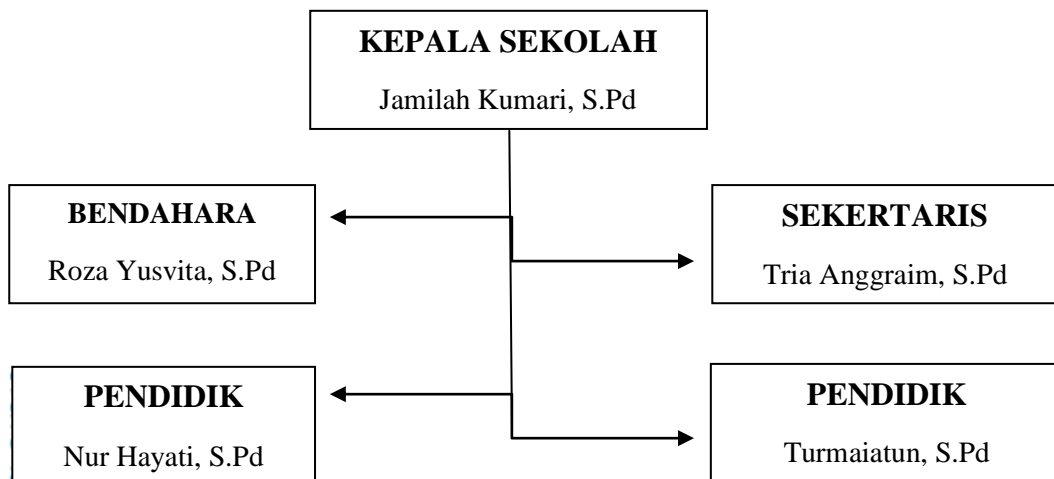 KEPALA SEKOLAH
Jamilah Kumari, S.Pd
BENDAHARA
Roza Yusvita, S.Pd
SEKERTARIS
Tria Anggraim, S.Pd
PENDIDIK
Nur Hayati, S.Pd
PENDIDIK
Turmaiatun, S.Pd